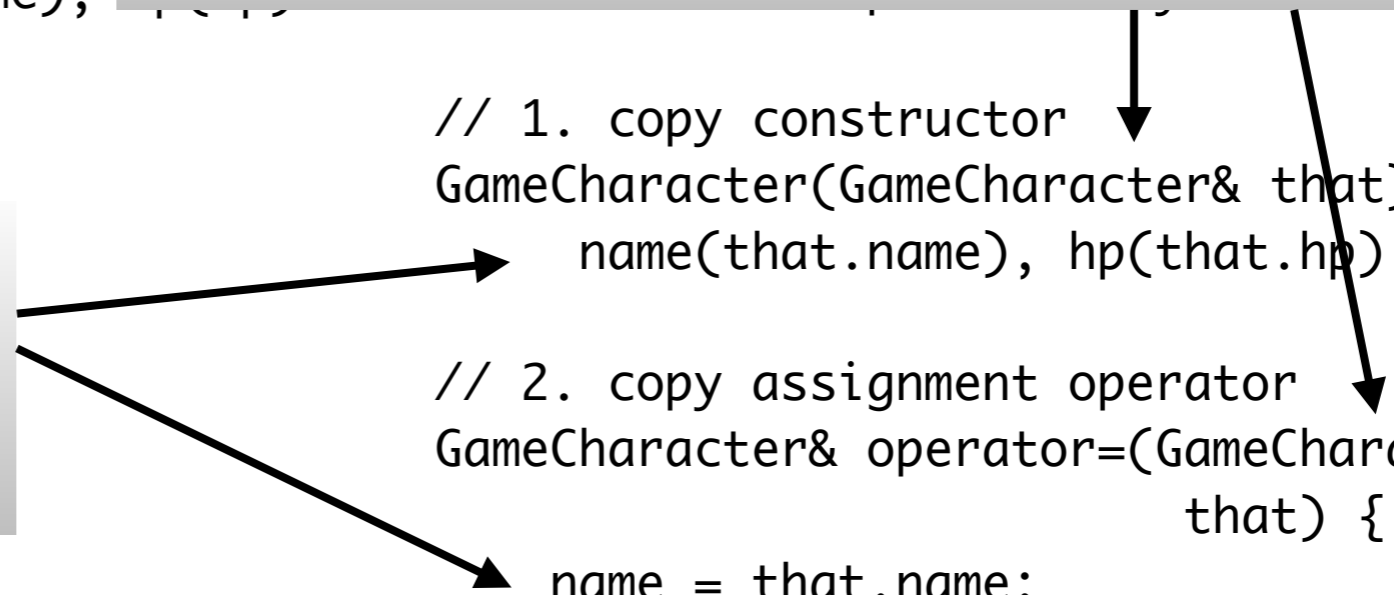 // 1. copy constructor
GameCharacter(GameCharacter& that)
name(that.name), hp(that.hp)
// 2. copy assignment operator
GameCharacter& operator=(GameChara
that) {
name = that.name;